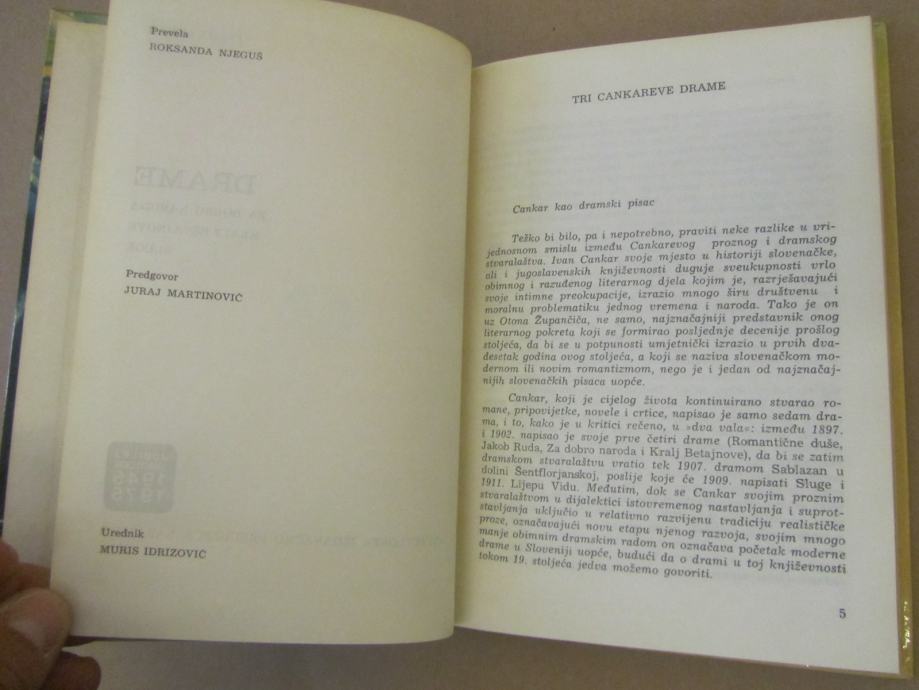 Prevela
ROKSANDA NJEGUŠ
Predgovor
JURAJ MARTINOVIĆ
Urednik
MURIS IDRIZOVIĆ
TRI CANKAREVE DRAME
Cankar kao dramski pisac
Teško bi bilo, pa i nepotrebno, praviti neke razlike u vri-
jednosnom smislu između Cankarevog proznog i dramskog
stvaralaštva. Ivan Cankar svoje mjesto u historiji slovenačke,
ali i jugoslavenskih književnosti duguje sveukupnosti vrlo
obimnog i razuđenog literarnog djela kojim je, razrješavajući
svoje intimne preokupacije, izrazio mnogo širu društvenu i
moralnu problematiku jednog vremena i naroda. Tako je on
uz Otona Župančiča, ne samo, najznačajniji predstavnik onog
literarnog pokreta koji se formirao posljednje decenije prošlog
stoljeća, da bi se u potpunosti umjetnički izrazio u prvih dva-
desetak godina ovog stoljeća, a koji se naziva slovenačkom mo-
dernom ili novim romantizmom, nego je i jedan od najznačaj-
nijih slovenačkih pisaca uopće.
Cankar, koji je cijelog života kontinuirano stvarao ro-
mane, pripovijetke, novele i crtice, napisao je samo sedam dra-
ma, i to, kako je u kritici rečeno, u »dva vala«: između 1897.
i 1902. napisao je svoje prve četiri drame (Romantične duše,
Jakob Ruda, Za dobro naroda i Kralj Betajnove), da bi se zatim
dramskom stvaralaštvu vratio tek 1907. dramom Sablazan u
dolini Šentflorjanskoj, poslije koje će 1909. napisati Sluge i
1911. Lijepu Vidu. Međutim, dok se Cankar svojim proznim
stvaralaštvom u dijalektici istovremenog nastavljanja i suprot-
stavljanja uključio u relativno razvijenu tradiciju realističke
proze, označavajući novu etapu njenog razvoja, svojim mnogo
manje obimnim dramskim radom on označava početak moderne
drame u Sloveniji uopće, budući da o drami u toj književnosti
tokom 19. stoljeća jedva možemo govoriti.
5